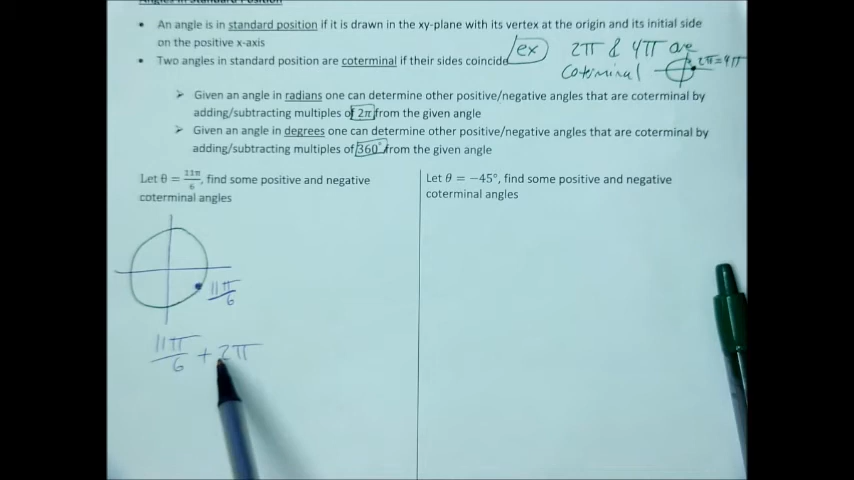 Angles in Standard Position
• An angle is in standard position if it is drawn in the xy-plane with its vertex at the origin and its initial side
on the positive x-axis
• Two angles in standard position are coterminal if their sides coincide
ex 2π & 4π are
coterminal
2π=4π
➢ Given an angle in radians one can determine other positive/negative angles that are coterminal by
adding/subtracting multiples of 2π from the given angle
➢ Given an angle in degrees one can determine other positive/negative angles that are coterminal by
adding/subtracting multiples of 360° from the given angle
Let θ = 11π/6, find some positive and negative
coterminal angles
11π/6
11π/6 + 2π
Let θ = −45°, find some positive and negative
coterminal angles